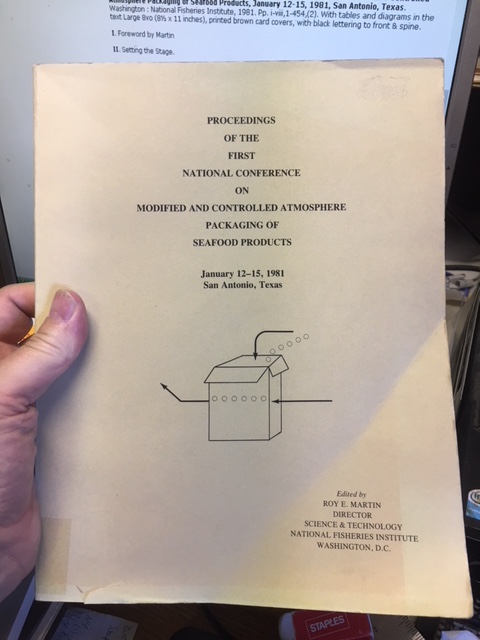 Atmosphere Packaging of Seafood Products, January 12-15, 1981, San Antonio, Texas.
Washington : National Fisheries Institute, 1981. Pp. i-viii,1-454,(2). With tables and diagrams in the
text Large 8vo (8½ x 11 inches), printed brown card covers, with black lettering to front & spine.
I. Foreword by Martin
II. Setting the Stage.
PROCEEDINGS
OF THE
FIRST
NATIONAL CONFERENCE
ON
MODIFIED AND CONTROLLED ATMOSPHERE
PACKAGING OF
SEAFOOD PRODUCTS
January 12–15, 1981
San Antonio, Texas
Edited by
ROY E. MARTIN
DIRECTOR
SCIENCE & TECHNOLOGY
NATIONAL FISHERIES INSTITUTE
WASHINGTON, D.C.
STAPLES